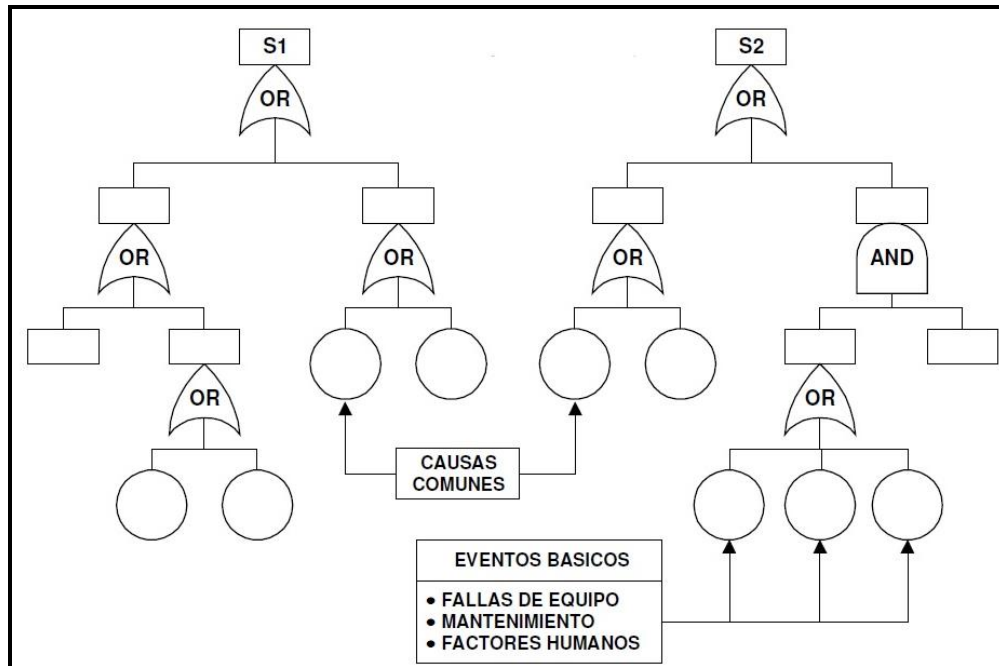 S1
S2
OR
OR
OR
OR
OR
AND
OR
OR
CAUSAS
COMUNES
EVENTOS BASICOS
• FALLAS DE EQUIPO
• MANTENIMIENTO
• FACTORES HUMANOS